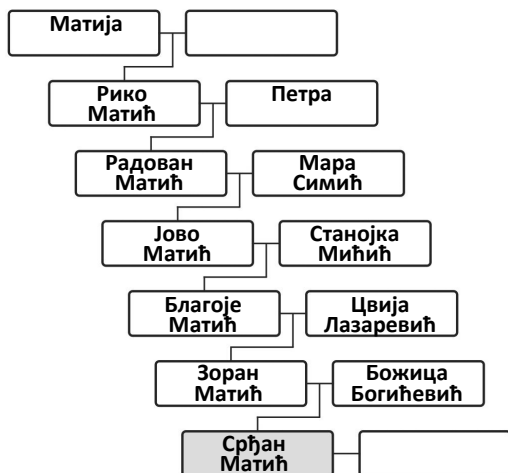 Матија
Рико
Матић
Петра
Радован
Матић
Мара
Симић
Јово
Матић
Станојка
Мићић
Благоје
Матић
Цвија
Лазаревић
Зоран
Матић
Божица
Богићевић
Срђан
Матић